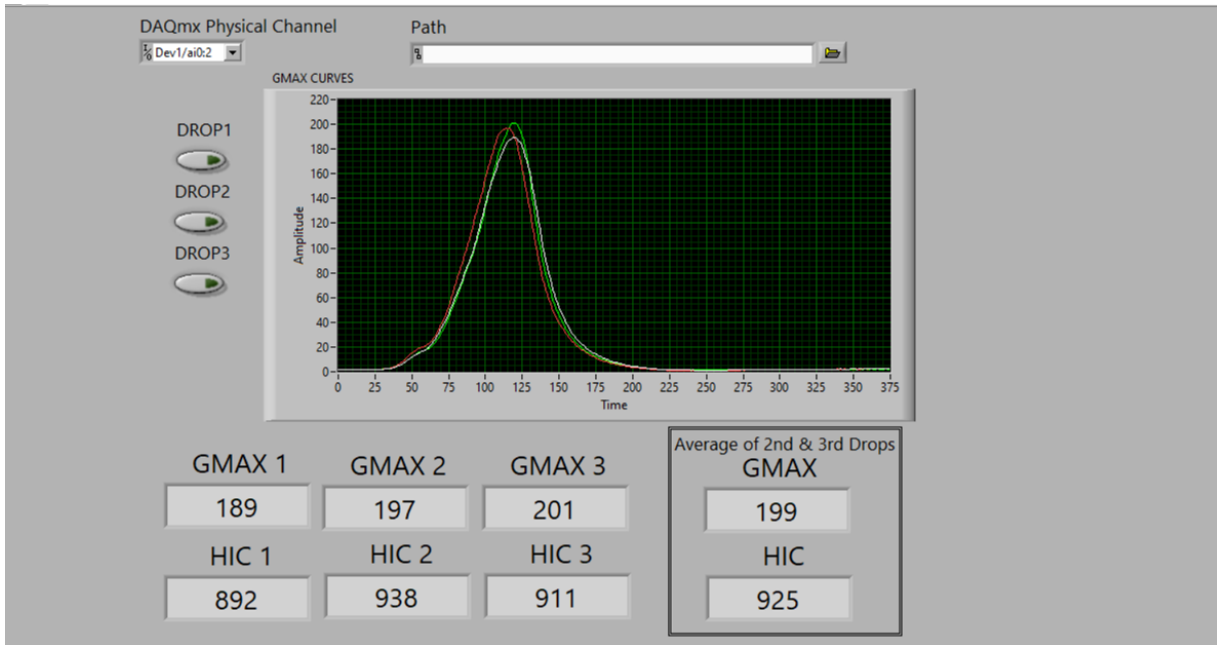 DAQmx Physical Channel
Path
Dev1/ai0:2
GMAX CURVES
DROP1
DROP2
DROP3
Amplitude
220
200
180
160
140
120
100
80
60
40
20
0
0 25 50 75 100 125 150 175 200 225 250 275 300 325 350 375
Time
GMAX 1 GMAX 2 GMAX 3
189 197 201
HIC 1 HIC 2 HIC 3
892 938 911
Average of 2nd & 3rd Drops
GMAX
199
HIC
925